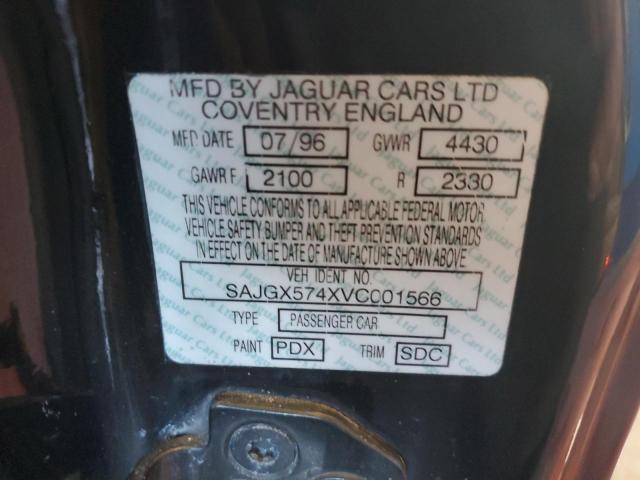 MFD BY JAGUAR CARS LTD
COVENTRY ENGLAND
MFD DATE 07/96 GVWR 4430
GAWR F 2100 R 2330
THIS VEHICLE CONFORMS TO ALL APPLICABLE FEDERAL MOTOR
VEHICLE SAFETY BUMPER AND THEFT PREVENTION STANDARDS
IN EFFECT ON THE DATE OF MANUFACTURE SHOWN ABOVE
VEH IDENT NO.
SAJGX574XVC001566
TYPE PASSENGER CAR
PAINT PDX TRIM SDC